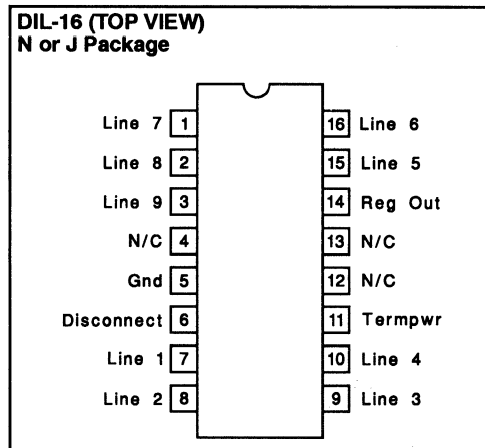 DIL-16 (TOP VIEW)
N or J Package
Line 7 1 16 Line 6
Line 8 2 15 Line 5
Line 9 3 14 Reg Out
N/C 4 13 N/C
Gnd 5 12 N/C
Disconnect 6 11 Termpwr
Line 1 7 10 Line 4
Line 2 8 9 Line 3